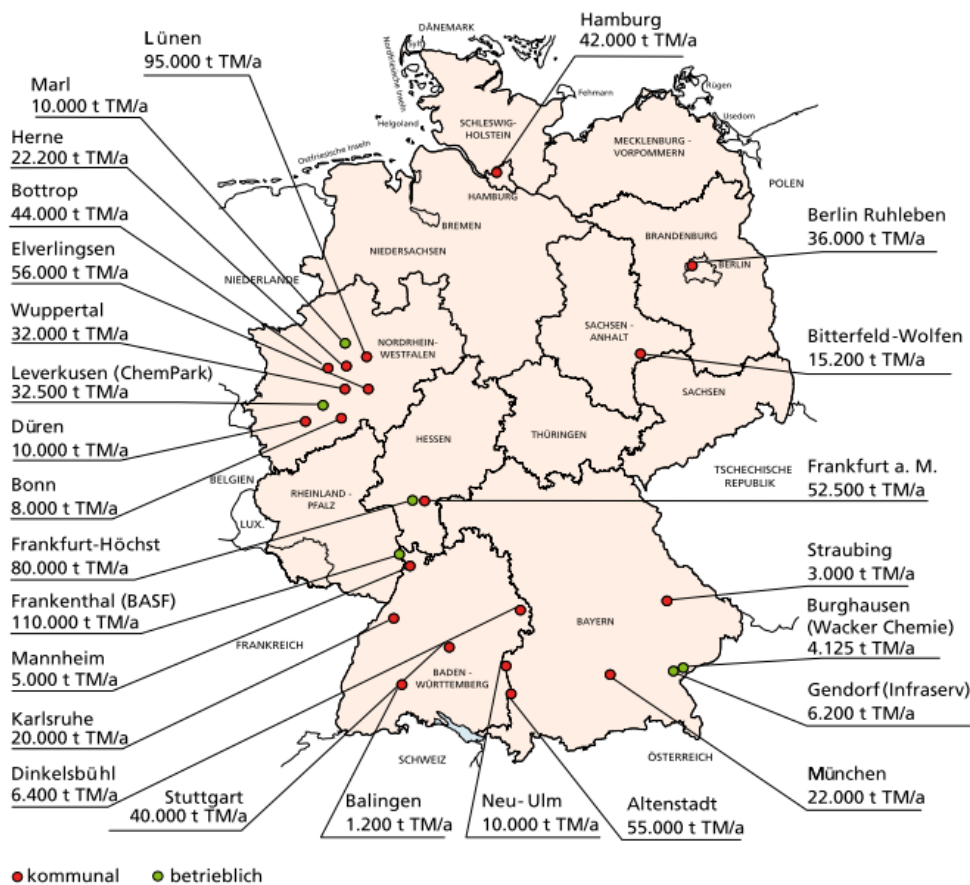 Lünen
95.000 t TM/a
Marl
10.000 t TM/a
Herne
22.200 t TM/a
Bottrop
44.000 t TM/a
Elverlingsen
56.000 t TM/a
Wuppertal
32.000 t TM/a
Leverkusen (ChemPark)
32.500 t TM/a
Düren
10.000 t TM/a
Bonn
8.000 t TM/a
Frankfurt-Höchst
80.000 t TM/a
Frankenthal (BASF)
110.000 t TM/a
Mannheim
5.000 t TM/a
Karlsruhe
20.000 t TM/a
Dinkelsbühl
6.400 t TM/a
Stuttgart
40.000 t TM/a
Balingen
1.200 t TM/a
Neu- Ulm
10.000 t TM/a
Altenstadt
55.000 t TM/a
Hamburg
42.000 t TM/a
Berlin Ruhleben
36.000 t TM/a
Bitterfeld-Wolfen
15.200 t TM/a
Frankfurt a. M.
52.500 t TM/a
Straubing
3.000 t TM/a
Burghausen
(Wacker Chemie)
4.125 t TM/a
Gendorf (Infraserv)
6.200 t TM/a
München
22.000 t TM/a
DÄNEMARK
Sylt
Nordfriesische Inseln
Helgoland
Ostfriesische Inseln
Fehmarn
Rügen
Usedom
SCHLESWIG-
HOLSTEIN
MECKLENBURG -
VORPOMMERN
HAMBURG
BREMEN
NIEDERSACHSEN
BRANDENBURG
BERLIN
POLEN
NIEDERLANDE
NORDRHEIN-
WESTFALEN
SACHSEN -
ANHALT
SACHSEN
HESSEN
THÜRINGEN
BELGIEN
LUX.
RHEINLAND -
PFALZ
TSCHECHISCHE
REPUBLIK
FRANKREICH
BAYERN
BADEN -
WÜRTTEMBERG
SCHWEIZ
ÖSTERREICH
kommunal
betrieblich